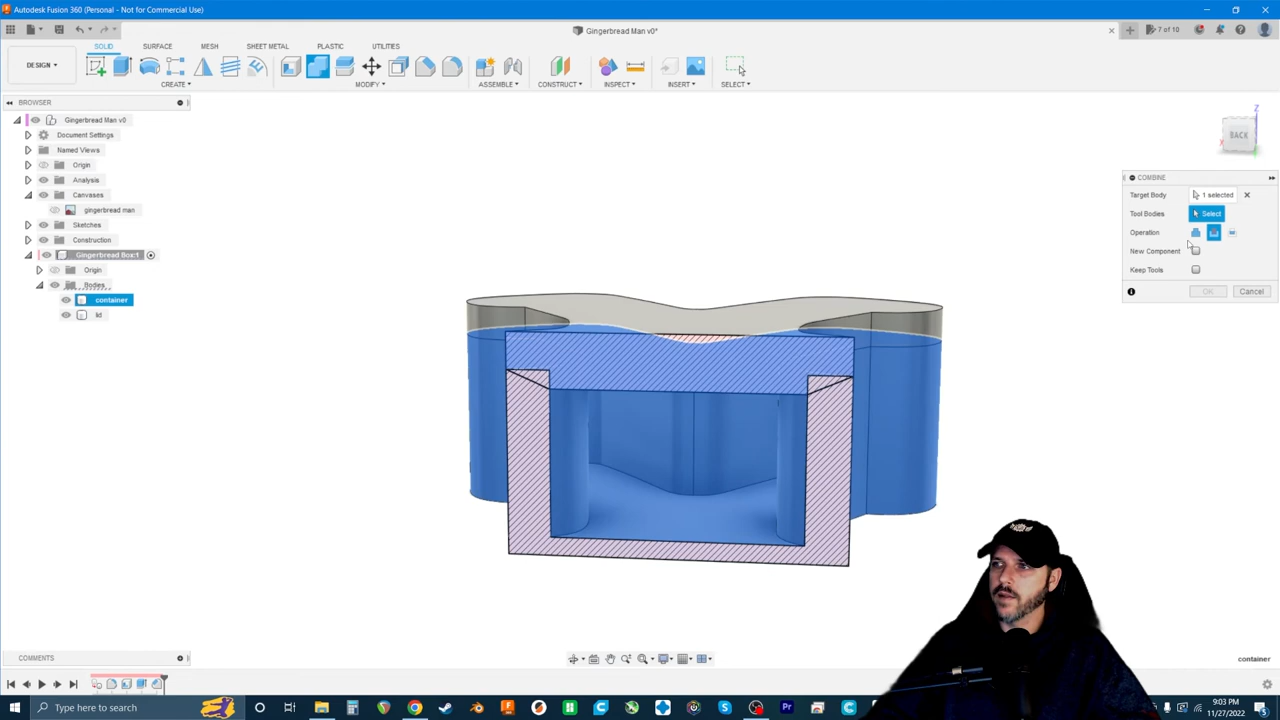 Autodesk Fusion 360 (Personal - Not for Commercial Use)
Gingerbread Man v0*
7 of 10
DESIGN
SOLID
SURFACE
MESH
SHEET METAL
PLASTIC
UTILITIES
CREATE
MODIFY
ASSEMBLE
CONSTRUCT
INSPECT
INSERT
SELECT
BROWSER
Gingerbread Man v0
Document Settings
Named Views
Origin
Analysis
Canvases
gingerbread man
Sketches
Construction
Gingerbread Box:1
Origin
Bodies
container
lid
Z
BACK
COMBINE
Target Body
1 selected
Tool Bodies
Select
Operation
New Component
Keep Tools
OK
Cancel
COMMENTS
container
Type here to search
9:03 PM
11/27/2022